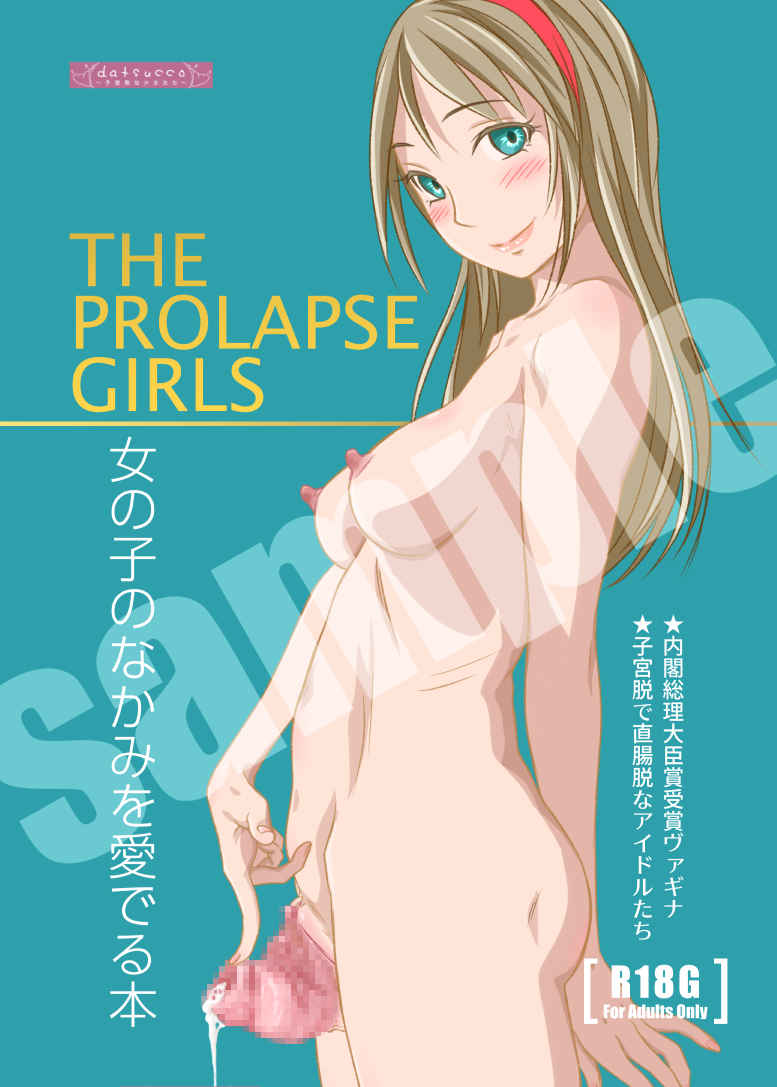 datsucco
THE
PROLAPSE
GIRLS
女の子のなかみを愛でる本
★内閣総理大臣賞受賞ヴァギナ
★子宮脱で直腸脱なアイドルたち
sample
[R18G
For Adults Only]